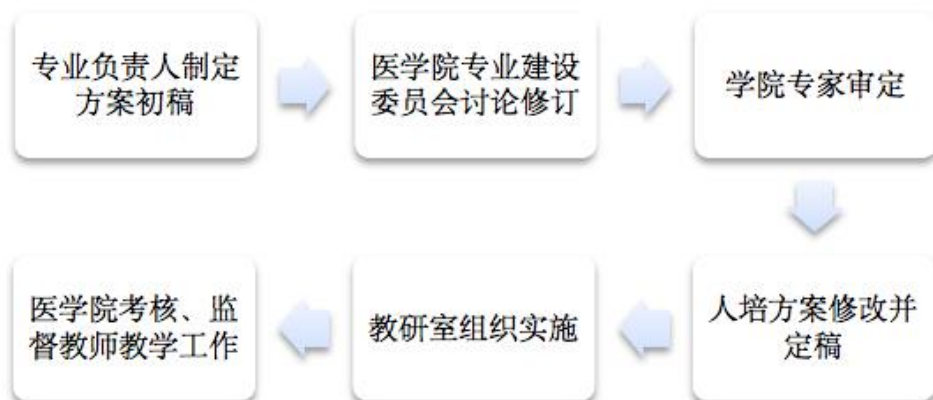 专业负责人制定
方案初稿
医学院专业建设
委员会讨论修订
学院专家审定
人培方案修改并
定稿
教研室组织实施
医学院考核、监
督教师教学工作